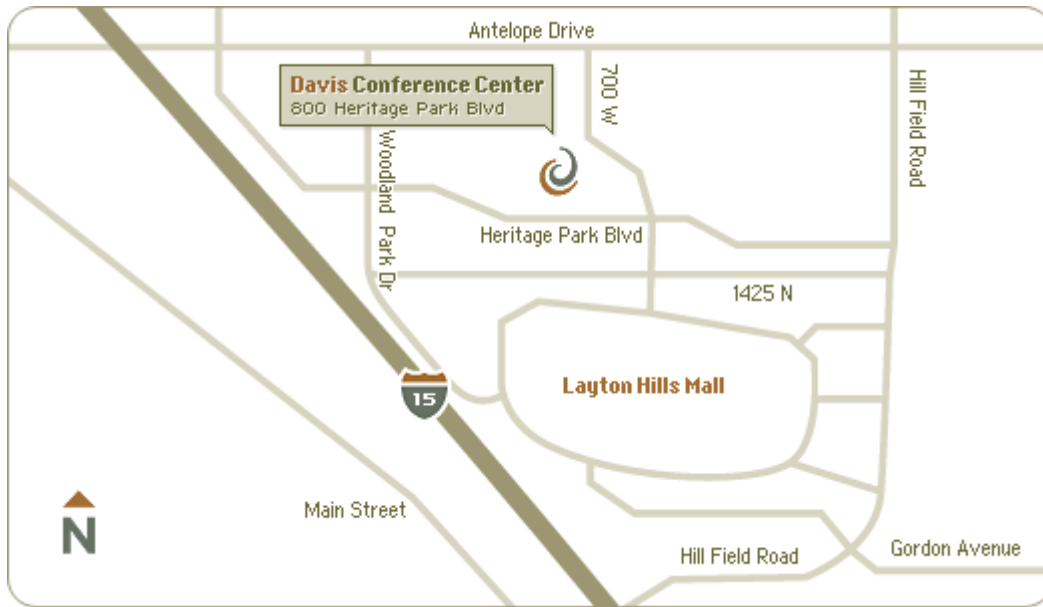 Antelope Drive
Davis Conference Center
800 Heritage Park Blvd
700 W
Hill Field Road
Woodland Park Dr
Heritage Park Blvd
1425 N
Layton Hills Mall
15
Main Street
N
Hill Field Road
Gordon Avenue